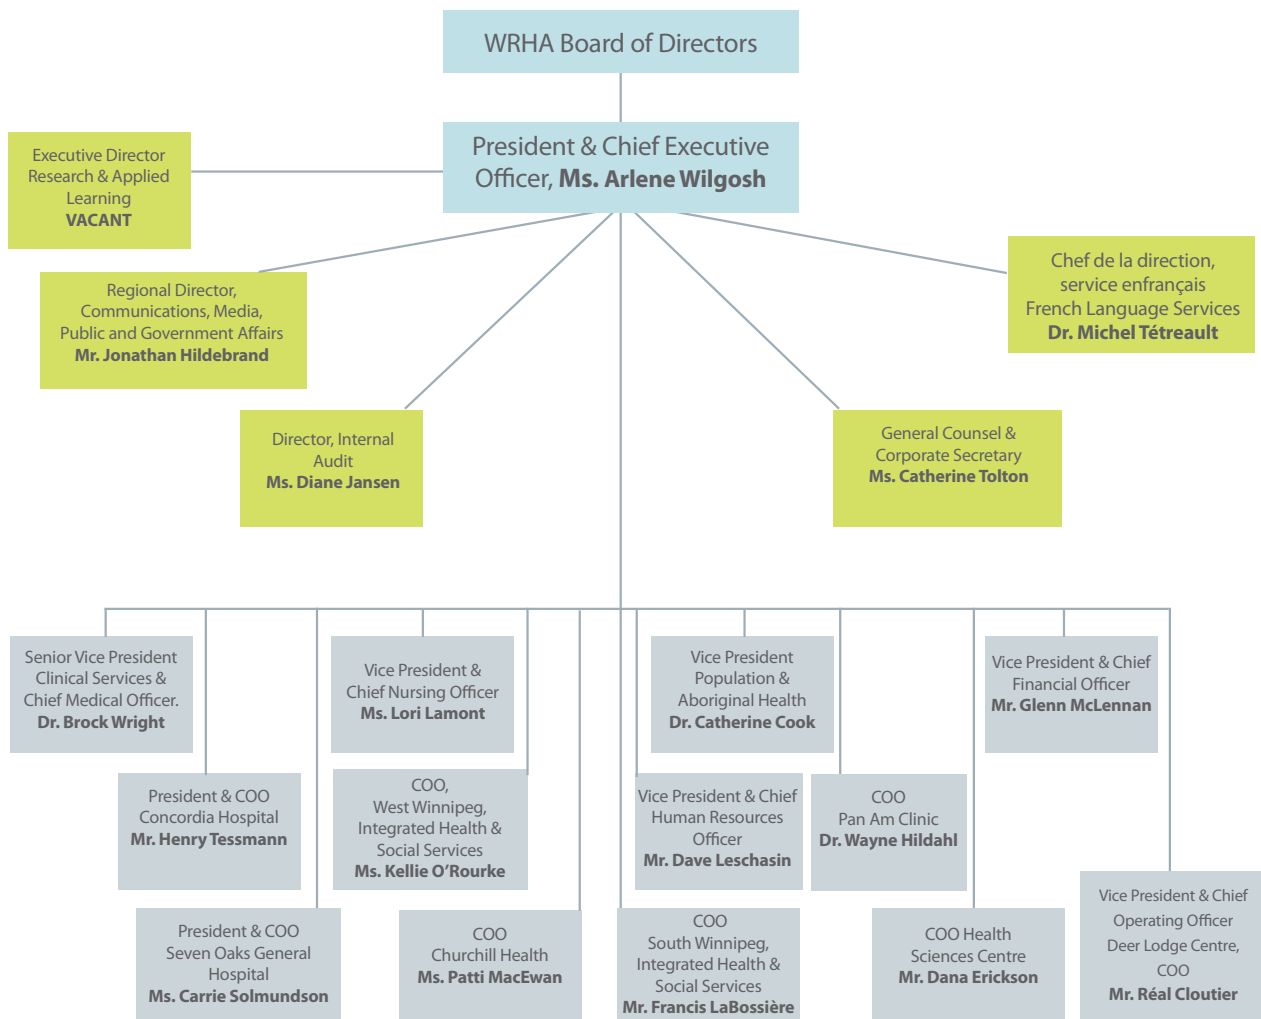 WRHA Board of Directors
President & Chief Executive
Officer, Ms. Arlene Wilgosh
Executive Director
Research & Applied
Learning
VACANT
Regional Director,
Communications, Media,
Public and Government Affairs
Mr. Jonathan Hildebrand
Chef de la direction,
service enfrançais
French Language Services
Dr. Michel Tétreault
Director, Internal
Audit
Ms. Diane Jansen
General Counsel &
Corporate Secretary
Ms. Catherine Tolton
Senior Vice President
Clinical Services &
Chief Medical Officer.
Dr. Brock Wright
Vice President &
Chief Nursing Officer
Ms. Lori Lamont
Vice President
Population &
Aboriginal Health
Dr. Catherine Cook
Vice President & Chief
Financial Officer
Mr. Glenn McLennan
President & COO
Concordia Hospital
Mr. Henry Tessmann
COO,
West Winnipeg,
Integrated Health &
Social Services
Ms. Kellie O'Rourke
Vice President & Chief
Human Resources
Officer
Mr. Dave Leschasin
COO
Pan Am Clinic
Dr. Wayne Hildahl
President & COO
Seven Oaks General
Hospital
Ms. Carrie Solmundson
COO
Churchill Health
Ms. Patti MacEwan
COO
South Winnipeg,
Integrated Health &
Social Services
Mr. Francis LaBossière
COO Health
Sciences Centre
Mr. Dana Erickson
Vice President & Chief
Operating Officer
Deer Lodge Centre,
COO
Mr. Réal Cloutier